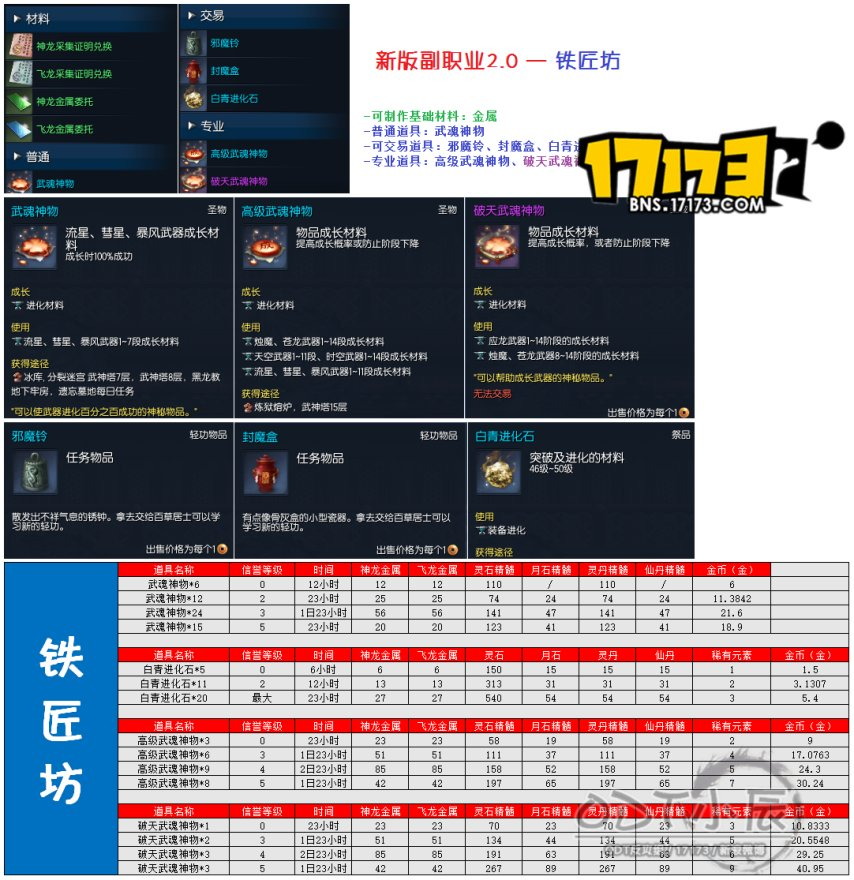 材料
神龙采集证明兑换
飞龙采集证明兑换
神龙金属委托
飞龙金属委托
普通
武魂神物
交易
邪魔铃
封魔盒
白青进化石
专业
高级武魂神物
破天武魂神物
新版副职业2.0 — 铁匠坊
-可制作基础材料：金属
-普通道具：武魂神物
-可交易道具：邪魔铃、封魔盒、白青
-专业道具：高级武魂神物、破天武魂
17173
BNS.17173.COM
武魂神物 圣物
流星、彗星、暴风武器成长材
料
成长时100%成功
成长
进化材料
使用
流星、彗星、暴风武器1~7段成长材料
获得途径
冰库, 分裂迷宫 武神塔7层, 武神塔8层, 黑龙教
地下牢房, 遗忘墓地每日任务
"可以使武器进化百分之百成功的神秘物品。"
高级武魂神物 圣物
物品成长材料
提高成长概率或防止阶段下降
成长
进化材料
使用
烛魔、苍龙武器1~14段成长材料
天空武器1~11段、时空武器1~14段成长材料
流星、彗星、暴风武器1~11段成长材料
获得途径
炼狱熔炉, 武神塔15层
破天武魂神物
物品成长材料
提高成长概率, 或者防止阶段下降
成长
进化材料
使用
应龙武器1~14阶段的成长材料
烛魔、苍龙武器8~14阶段的成长材料
"可以帮助成长武器的神秘物品。"
无法交易
出售价格为每个1
邪魔铃 轻功物品
任务物品
散发出不祥气息的锈钟。拿去交给百草居士可以学
习新的轻功。
出售价格为每个1
封魔盒 轻功物品
任务物品
有点像骨灰盒的小型瓷器。拿去交给百草居士可以
学习新的轻功。
出售价格为每个1
白青进化石 祭品
突破及进化的材料
46级~50级
使用
装备进化
获得途径
铁匠坊
道具名称 信誉等级 时间 神龙金属 飞龙金属 灵石精髓 月石精髓 灵丹精髓 仙丹精髓 金币（金）
武魂神物*6 0 12小时 12 12 110 / 110 / 6
武魂神物*12 2 23小时 25 25 74 24 74 24 11.3842
武魂神物*24 3 1日23小时 56 56 141 47 141 47 21.6
武魂神物*15 5 23小时 20 20 123 41 123 41 18.9
道具名称 信誉等级 时间 神龙金属 飞龙金属 灵石 月石 灵丹 仙丹 稀有元素 金币（金）
白青进化石*5 0 6小时 6 6 150 15 15 15 1 1.5
白青进化石*11 2 12小时 13 13 313 31 31 31 2 3.1307
白青进化石*20 最大 23小时 27 27 540 54 54 54 3 5.4
道具名称 信誉等级 时间 神龙金属 飞龙金属 灵石精髓 月石精髓 灵丹精髓 仙丹精髓 稀有元素 金币（金）
高级武魂神物*3 0 23小时 23 23 58 19 58 19 2 9
高级武魂神物*6 3 1日23小时 51 51 111 37 111 37 4 17.0763
高级武魂神物*9 4 2日23小时 85 85 158 52 158 52 5 24.3
高级武魂神物*8 5 1日23小时 42 42 197 65 197 65 7 30.24
道具名称 信誉等级 时间 神龙金属 飞龙金属 灵石精髓 月石精髓 灵丹精髓 仙丹精髓 稀有元素 金币（金）
破天武魂神物*1 0 23小时 23 23 70 23 70 23 3 10.8333
破天武魂神物*2 3 1日23小时 51 51 134 44 134 44 5 20.5548
破天武魂神物*3 4 2日23小时 85 85 191 63 191 63 6 29.25
破天武魂神物*3 5 1日23小时 42 42 267 89 267 89 9 40.95